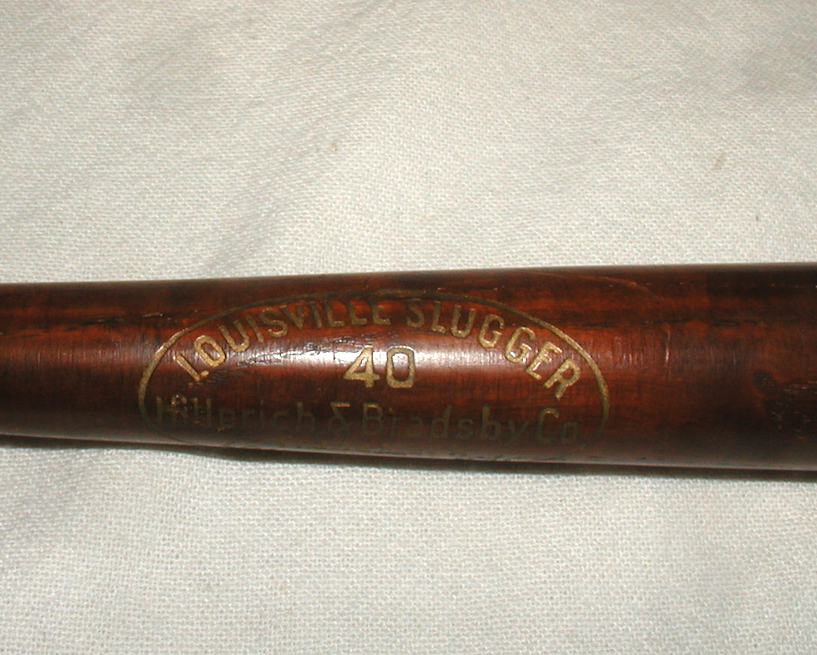 LOUISVILLE SLUGGER
40
Hillerich & Bradsby Co.